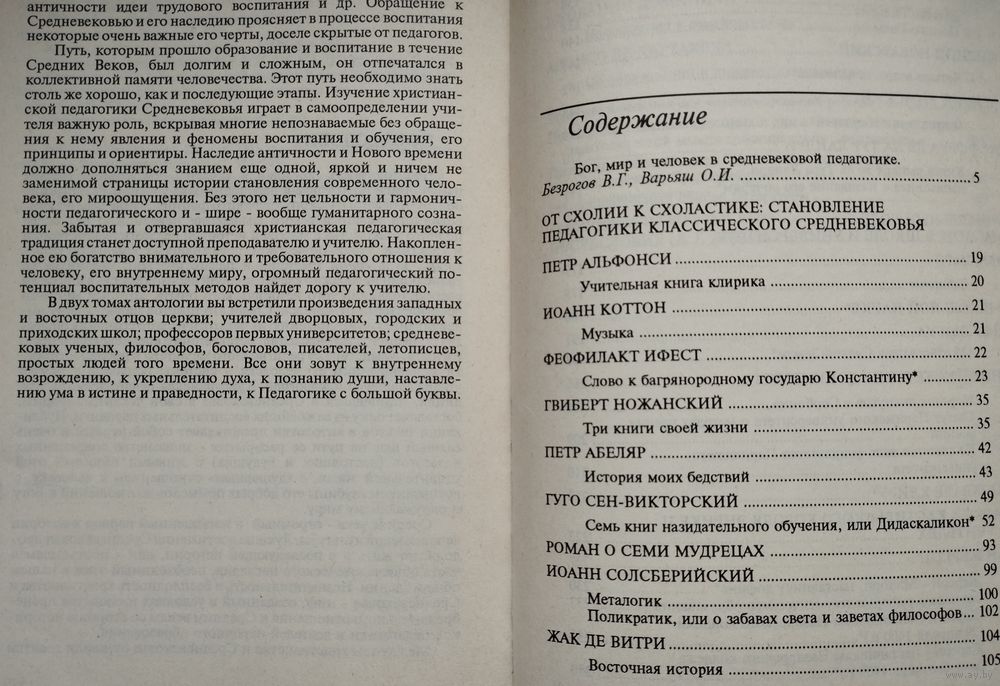 античности идеи трудового воспитания и др. Обращение к
Средневековью и его наследию проясняет в процессе воспитания
некоторые очень важные его черты, доселе скрытые от педагогов.
Путь, которым прошло образование и воспитание в течение
Средних Веков, был долгим и сложным, он отпечатался в
коллективной памяти человечества. Этот путь необходимо знать
столь же хорошо, как и последующие этапы. Изучение христиан-
ской педагогики Средневековья играет в самоопределении учи-
теля важную роль, вскрывая многие непознаваемые без обраще-
ния к нему явления и феномены воспитания и обучения, его
принципы и ориентиры. Наследие античности и Нового времени
должно дополняться знанием еще одной, яркой и ничем не
заменимой страницы истории становления современного чело-
века, его мироощущения. Без этого нет цельности и гармонич-
ности педагогического и - шире - вообще гуманитарного созна-
ния. Забытая и отвергавшаяся христианская педагогическая
традиция станет доступной преподавателю и учителю. Накоплен-
ное ею богатство внимательного и требовательного отношения к
человеку, его внутреннему миру, огромный педагогический по-
тенциал воспитательных методов найдет дорогу к учителю.
В двух томах антологии вы встретили произведения западных
и восточных отцов церкви; учителей дворцовых, городских и
приходских школ; профессоров первых университетов; средневе-
ковых ученых, философов, богословов, писателей, летописцев,
простых людей того времени. Все они зовут к внутреннему
возрождению, к укреплению духа, к познанию души, наставле-
нию ума в истине и праведности, к Педагогике с большой буквы.
Содержание
Бог, мир и человек в средневековой педагогике.
Безрогов В.Г., Варьяш О.И. ........ 5
ОТ СХОЛИИ К СХОЛАСТИКЕ: СТАНОВЛЕНИЕ
ПЕДАГОГИКИ КЛАССИЧЕСКОГО СРЕДНЕВЕКОВЬЯ
ПЕТР АЛЬФОНСИ ........ 19
Учительная книга клирика ........ 20
ИОАНН КОТТОН ........ 21
Музыка ........ 21
ФЕОФИЛАКТ ИФЕСТ ........ 22
Слово к багрянородному государю Константину* ........ 23
ГВИБЕРТ НОЖАНСКИЙ ........ 35
Три книги своей жизни ........ 35
ПЕТР АБЕЛЯР ........ 42
История моих бедствий ........ 43
ГУГО СЕН-ВИКТОРСКИЙ ........ 49
Семь книг назидательного обучения, или Дидаскаликон* 52
РОМАН О СЕМИ МУДРЕЦАХ ........ 93
ИОАНН СОЛСБЕРИЙСКИЙ ........ 99
Металогик ........ 100
Поликратик, или о забавах света и заветах философов... 102
ЖАК ДЕ ВИТРИ ........ 104
Восточная история ........ 105
www.ay.by